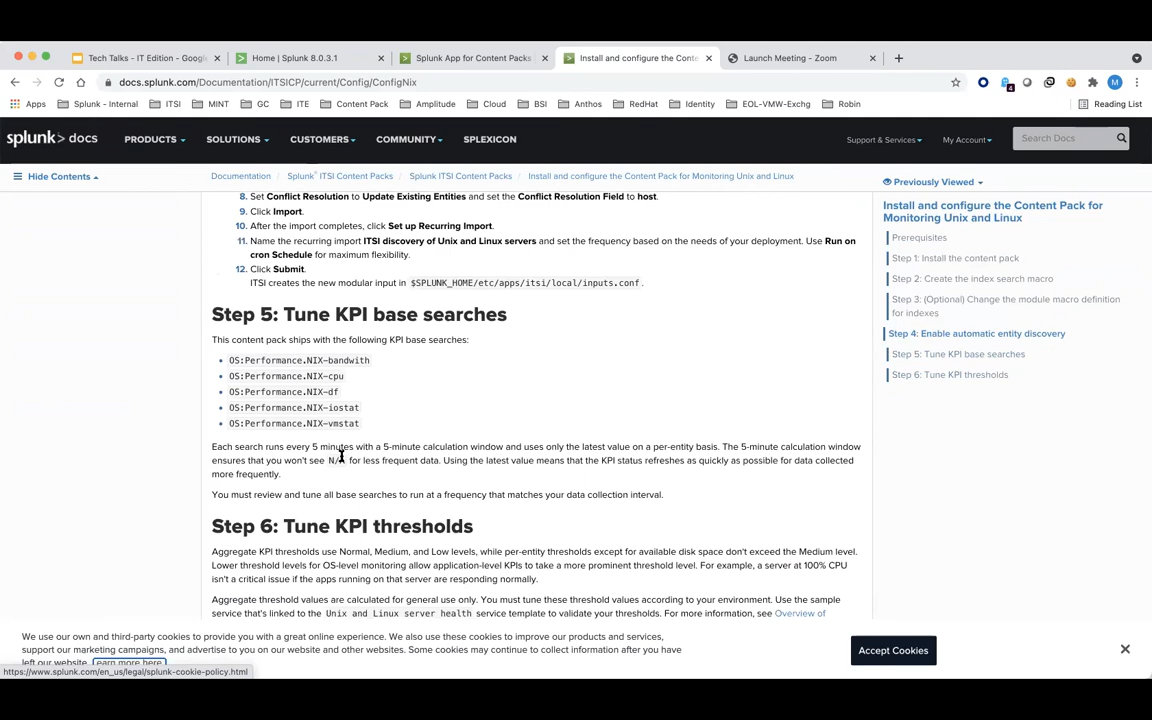 Tech Talks - IT Edition - Googl
Home | Splunk 8.0.3.1
Splunk App for Content Packs
Install and configure the Conte
Launch Meeting - Zoom
docs.splunk.com/Documentation/ITSICP/current/Config/ConfigNix
4
M
Apps
Splunk - Internal
ITSI
MINT
GC
ITE
Content Pack
Amplitude
Cloud
BSI
Anthos
RedHat
Identity
EOL-VMW-Exchg
Robin
Reading List
splunk> docs
PRODUCTS
SOLUTIONS
CUSTOMERS
COMMUNITY
SPLEXICON
Support & Services
My Account
Search Docs
Hide Contents
Documentation / Splunk® ITSI Content Packs / Splunk ITSI Content Packs / Install and configure the Content Pack for Monitoring Unix and Linux
Previously Viewed
8. Set Conflict Resolution to Update Existing Entities and set the Conflict Resolution Field to host.
9. Click Import.
10. After the import completes, click Set up Recurring Import.
11. Name the recurring import ITSI discovery of Unix and Linux servers and set the frequency based on the needs of your deployment. Use Run on
cron Schedule for maximum flexibility.
12. Click Submit.
ITSI creates the new modular input in $SPLUNK_HOME/etc/apps/itsi/local/inputs.conf.
Step 5: Tune KPI base searches
This content pack ships with the following KPI base searches:
• OS:Performance.NIX-bandwith
• OS:Performance.NIX-cpu
• OS:Performance.NIX-df
• OS:Performance.NIX-iostat
• OS:Performance.NIX-vmstat
Each search runs every 5 minutes with a 5-minute calculation window and uses only the latest value on a per-entity basis. The 5-minute calculation window
ensures that you won't see N/ for less frequent data. Using the latest value means that the KPI status refreshes as quickly as possible for data collected
more frequently.
You must review and tune all base searches to run at a frequency that matches your data collection interval.
Step 6: Tune KPI thresholds
Aggregate KPI thresholds use Normal, Medium, and Low levels, while per-entity thresholds except for available disk space don't exceed the Medium level.
Lower threshold levels for OS-level monitoring allow application-level KPIs to take a more prominent threshold level. For example, a server at 100% CPU
isn't a critical issue if the apps running on that server are responding normally.
Aggregate threshold values are calculated for general use only. You must tune these threshold values according to your environment. Use the sample
service that's linked to the Unix and Linux server health service template to validate your thresholds. For more information, see Overview of
Install and configure the Content Pack for
Monitoring Unix and Linux
Prerequisites
Step 1: Install the content pack
Step 2: Create the index search macro
Step 3: (Optional) Change the module macro definition
for indexes
Step 4: Enable automatic entity discovery
Step 5: Tune KPI base searches
Step 6: Tune KPI thresholds
We use our own and third-party cookies to provide you with a great online experience. We also use these cookies to improve our products and services,
support our marketing campaigns, and advertise to you on our website and other websites. Some cookies may continue to collect information after you have
left our website. Learn more here
Accept Cookies
https://www.splunk.com/en_us/legal/splunk-cookie-policy.html